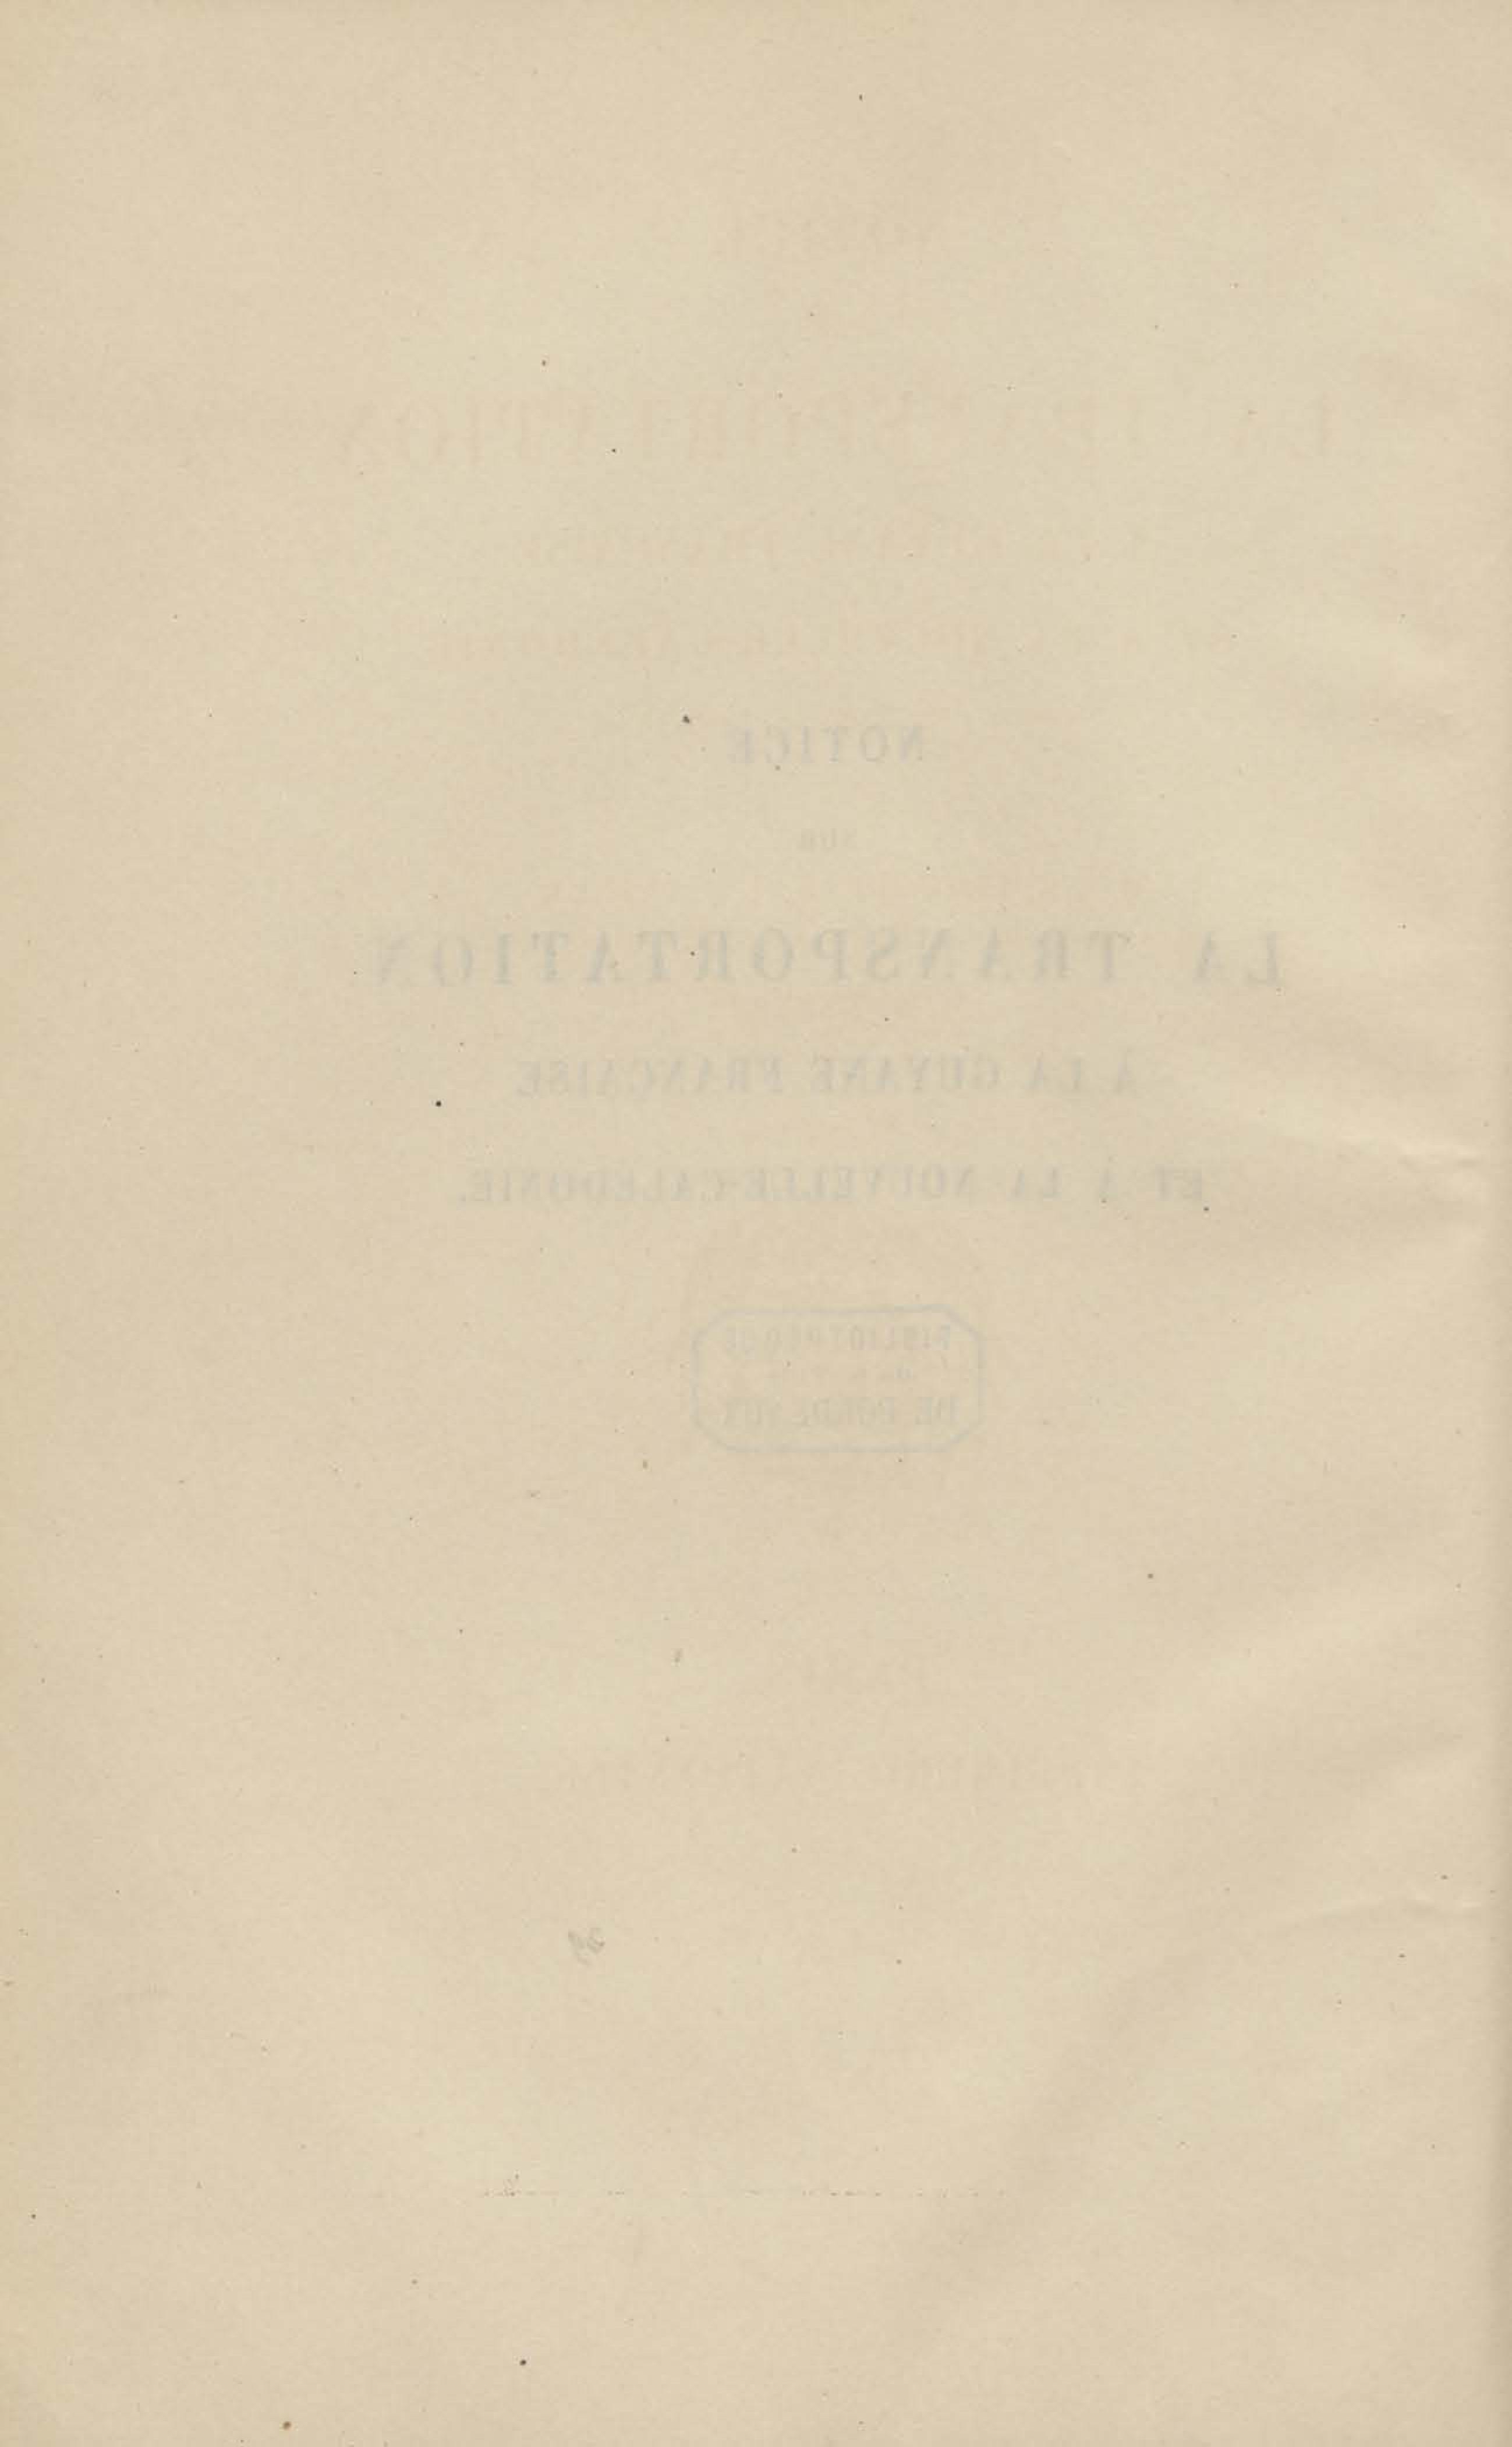 NOTICE
SUR
LA TRANSPORTATION
À LA GUYANE FRANÇAISE
ET À LA NOUVELLE-CALÉDONIE.
BIBLIOTHÈQUE
DE BORDEAUX